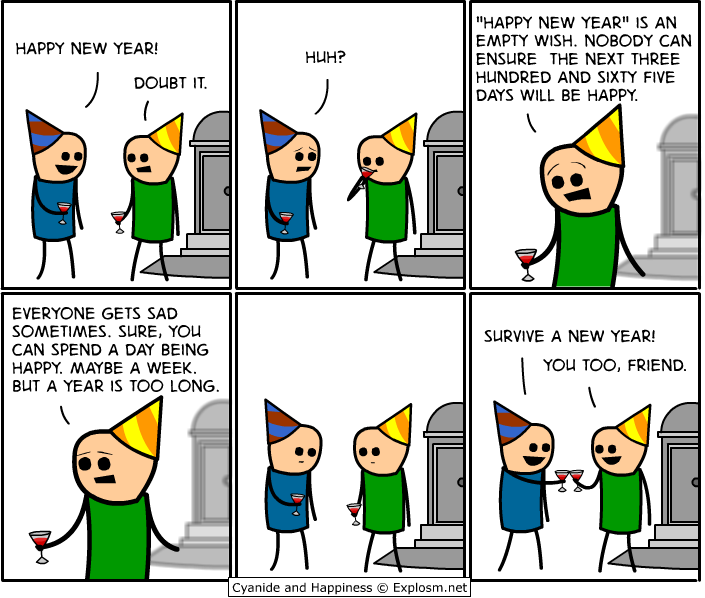 HAPPY NEW YEAR!
DOUBT IT.
HUH?
"HAPPY NEW YEAR" IS AN
EMPTY WISH. NOBODY CAN
ENSURE THE NEXT THREE
HUNDRED AND SIXTY FIVE
DAYS WILL BE HAPPY.
EVERYONE GETS SAD
SOMETIMES. SURE, YOU
CAN SPEND A DAY BEING
HAPPY. MAYBE A WEEK.
BUT A YEAR IS TOO LONG.
SURVIVE A NEW YEAR!
YOU TOO, FRIEND.
Cyanide and Happiness © Explosm.net